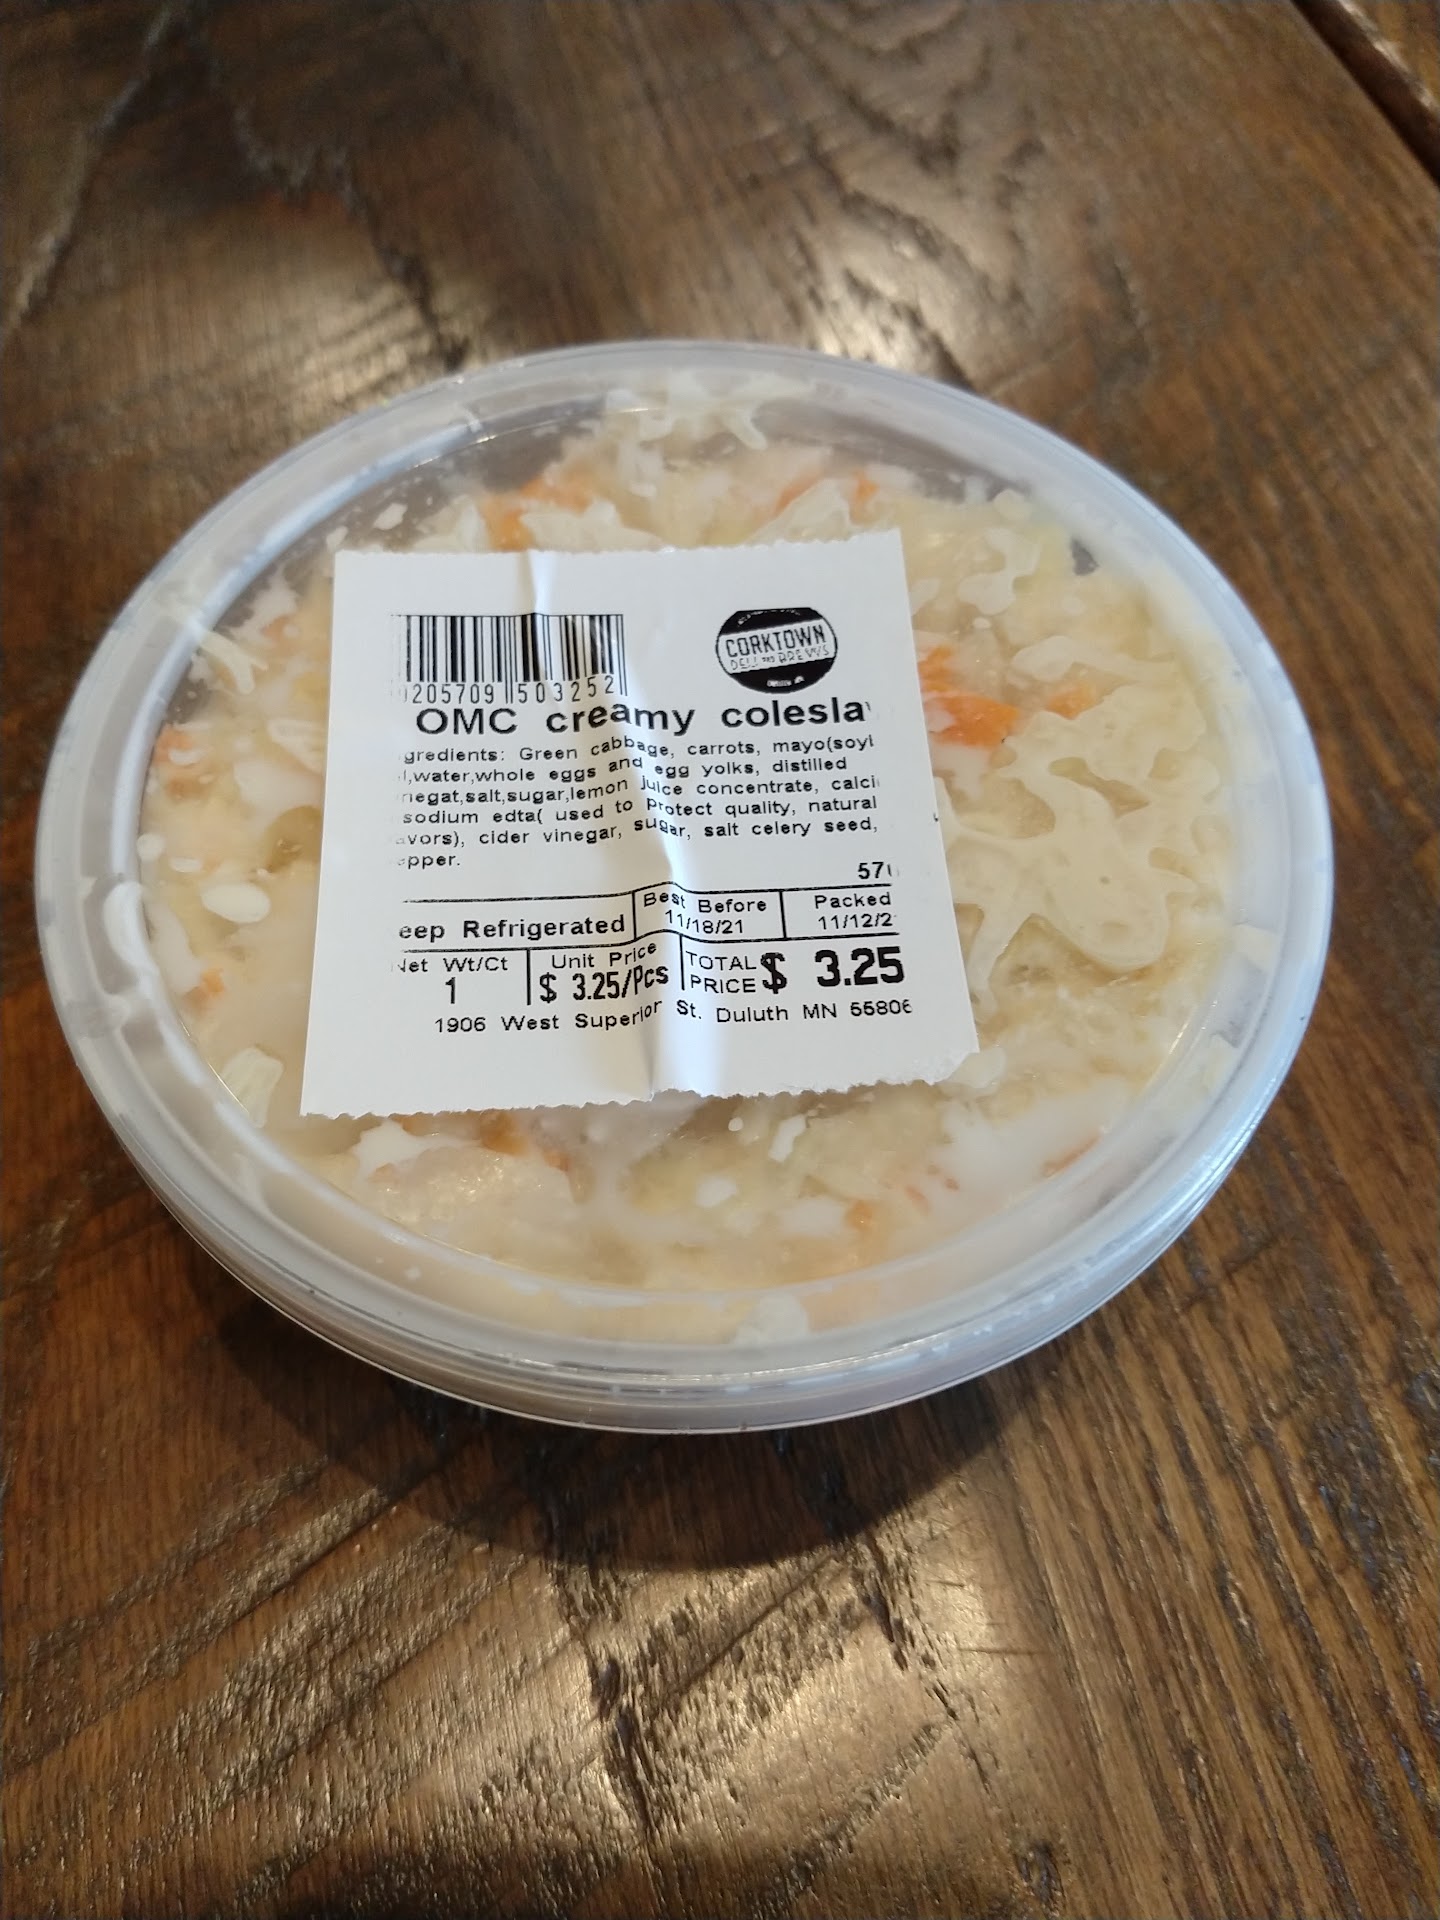 CORKTOWN
DELI AND BREWS
205709 503252
OMC creamy colesla
gredients: Green cabbage, carrots, mayo(soy
l,water,whole eggs and egg yolks, distilled
negat,salt,sugar,lemon juice concentrate, calci
sodium edta( used to protect quality, natural
avors), cider vinegar, sugar, salt celery seed,
epper.
57
eep Refrigerated Best Before Packed
11/18/21 11/12/2
Net Wt/Ct Unit Price TOTAL PRICE $ 3.25
1 $ 3.25/Pcs
1906 West Superior St. Duluth MN 55806